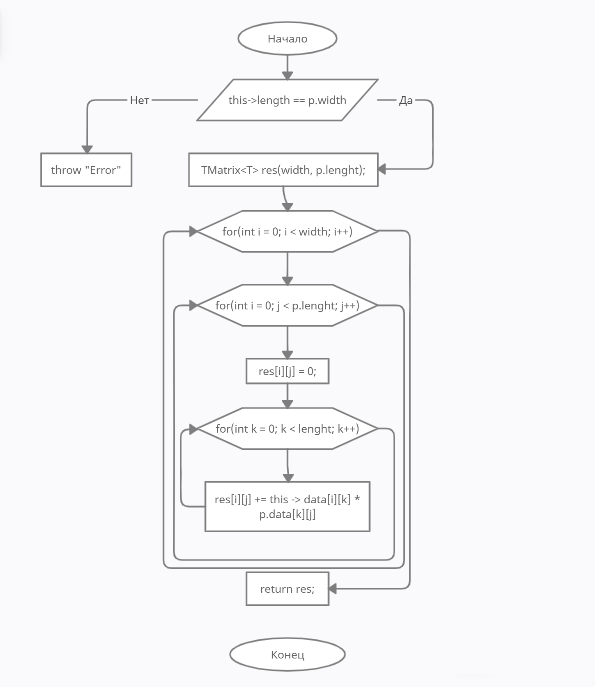 Начало
this->length == p.width
Нет
Да
throw "Error"
TMatrix<T> res(width, p.lenght);
for(int i = 0; i < width; i++)
for(int i = 0; j < p.lenght; j++)
res[i][j] = 0;
for(int k = 0; k < lenght; k++)
res[i][j] += this -> data[i][k] *
p.data[k][j]
return res;
Конец